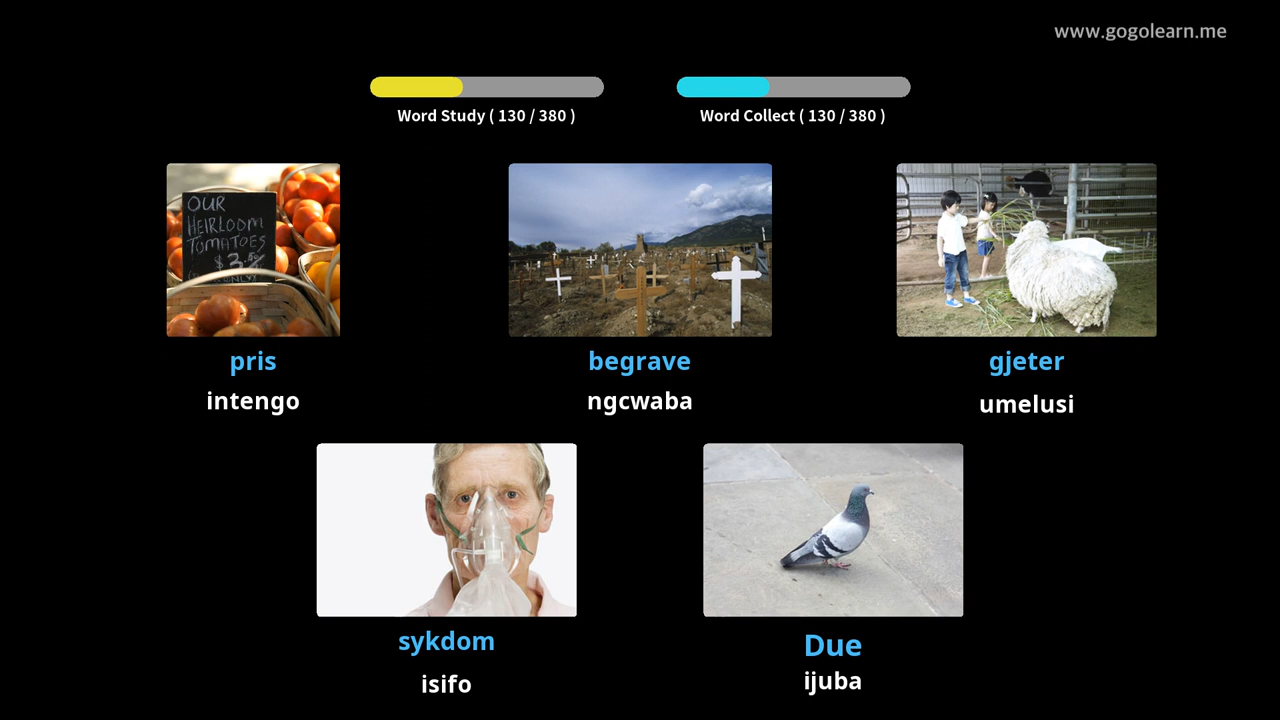 www.gogolearn.me
Word Study ( 130 / 380 )
Word Collect ( 130 / 380 )
OUR
HEIRLOOM
TOMATOES
pris
begrave
gjeter
intengo
ngcwaba
umelusi
sykdom
Due
isifo
ijuba